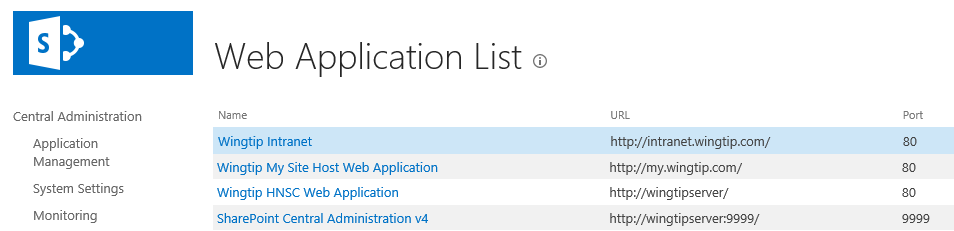 S
Web Application List
Central Administration
Application
Management
System Settings
Monitoring
Name URL Port
Wingtip Intranet http://intranet.wingtip.com/ 80
Wingtip My Site Host Web Application http://my.wingtip.com/ 80
Wingtip HNSC Web Application http://wingtipserver/ 80
SharePoint Central Administration v4 http://wingtipserver:9999/ 9999